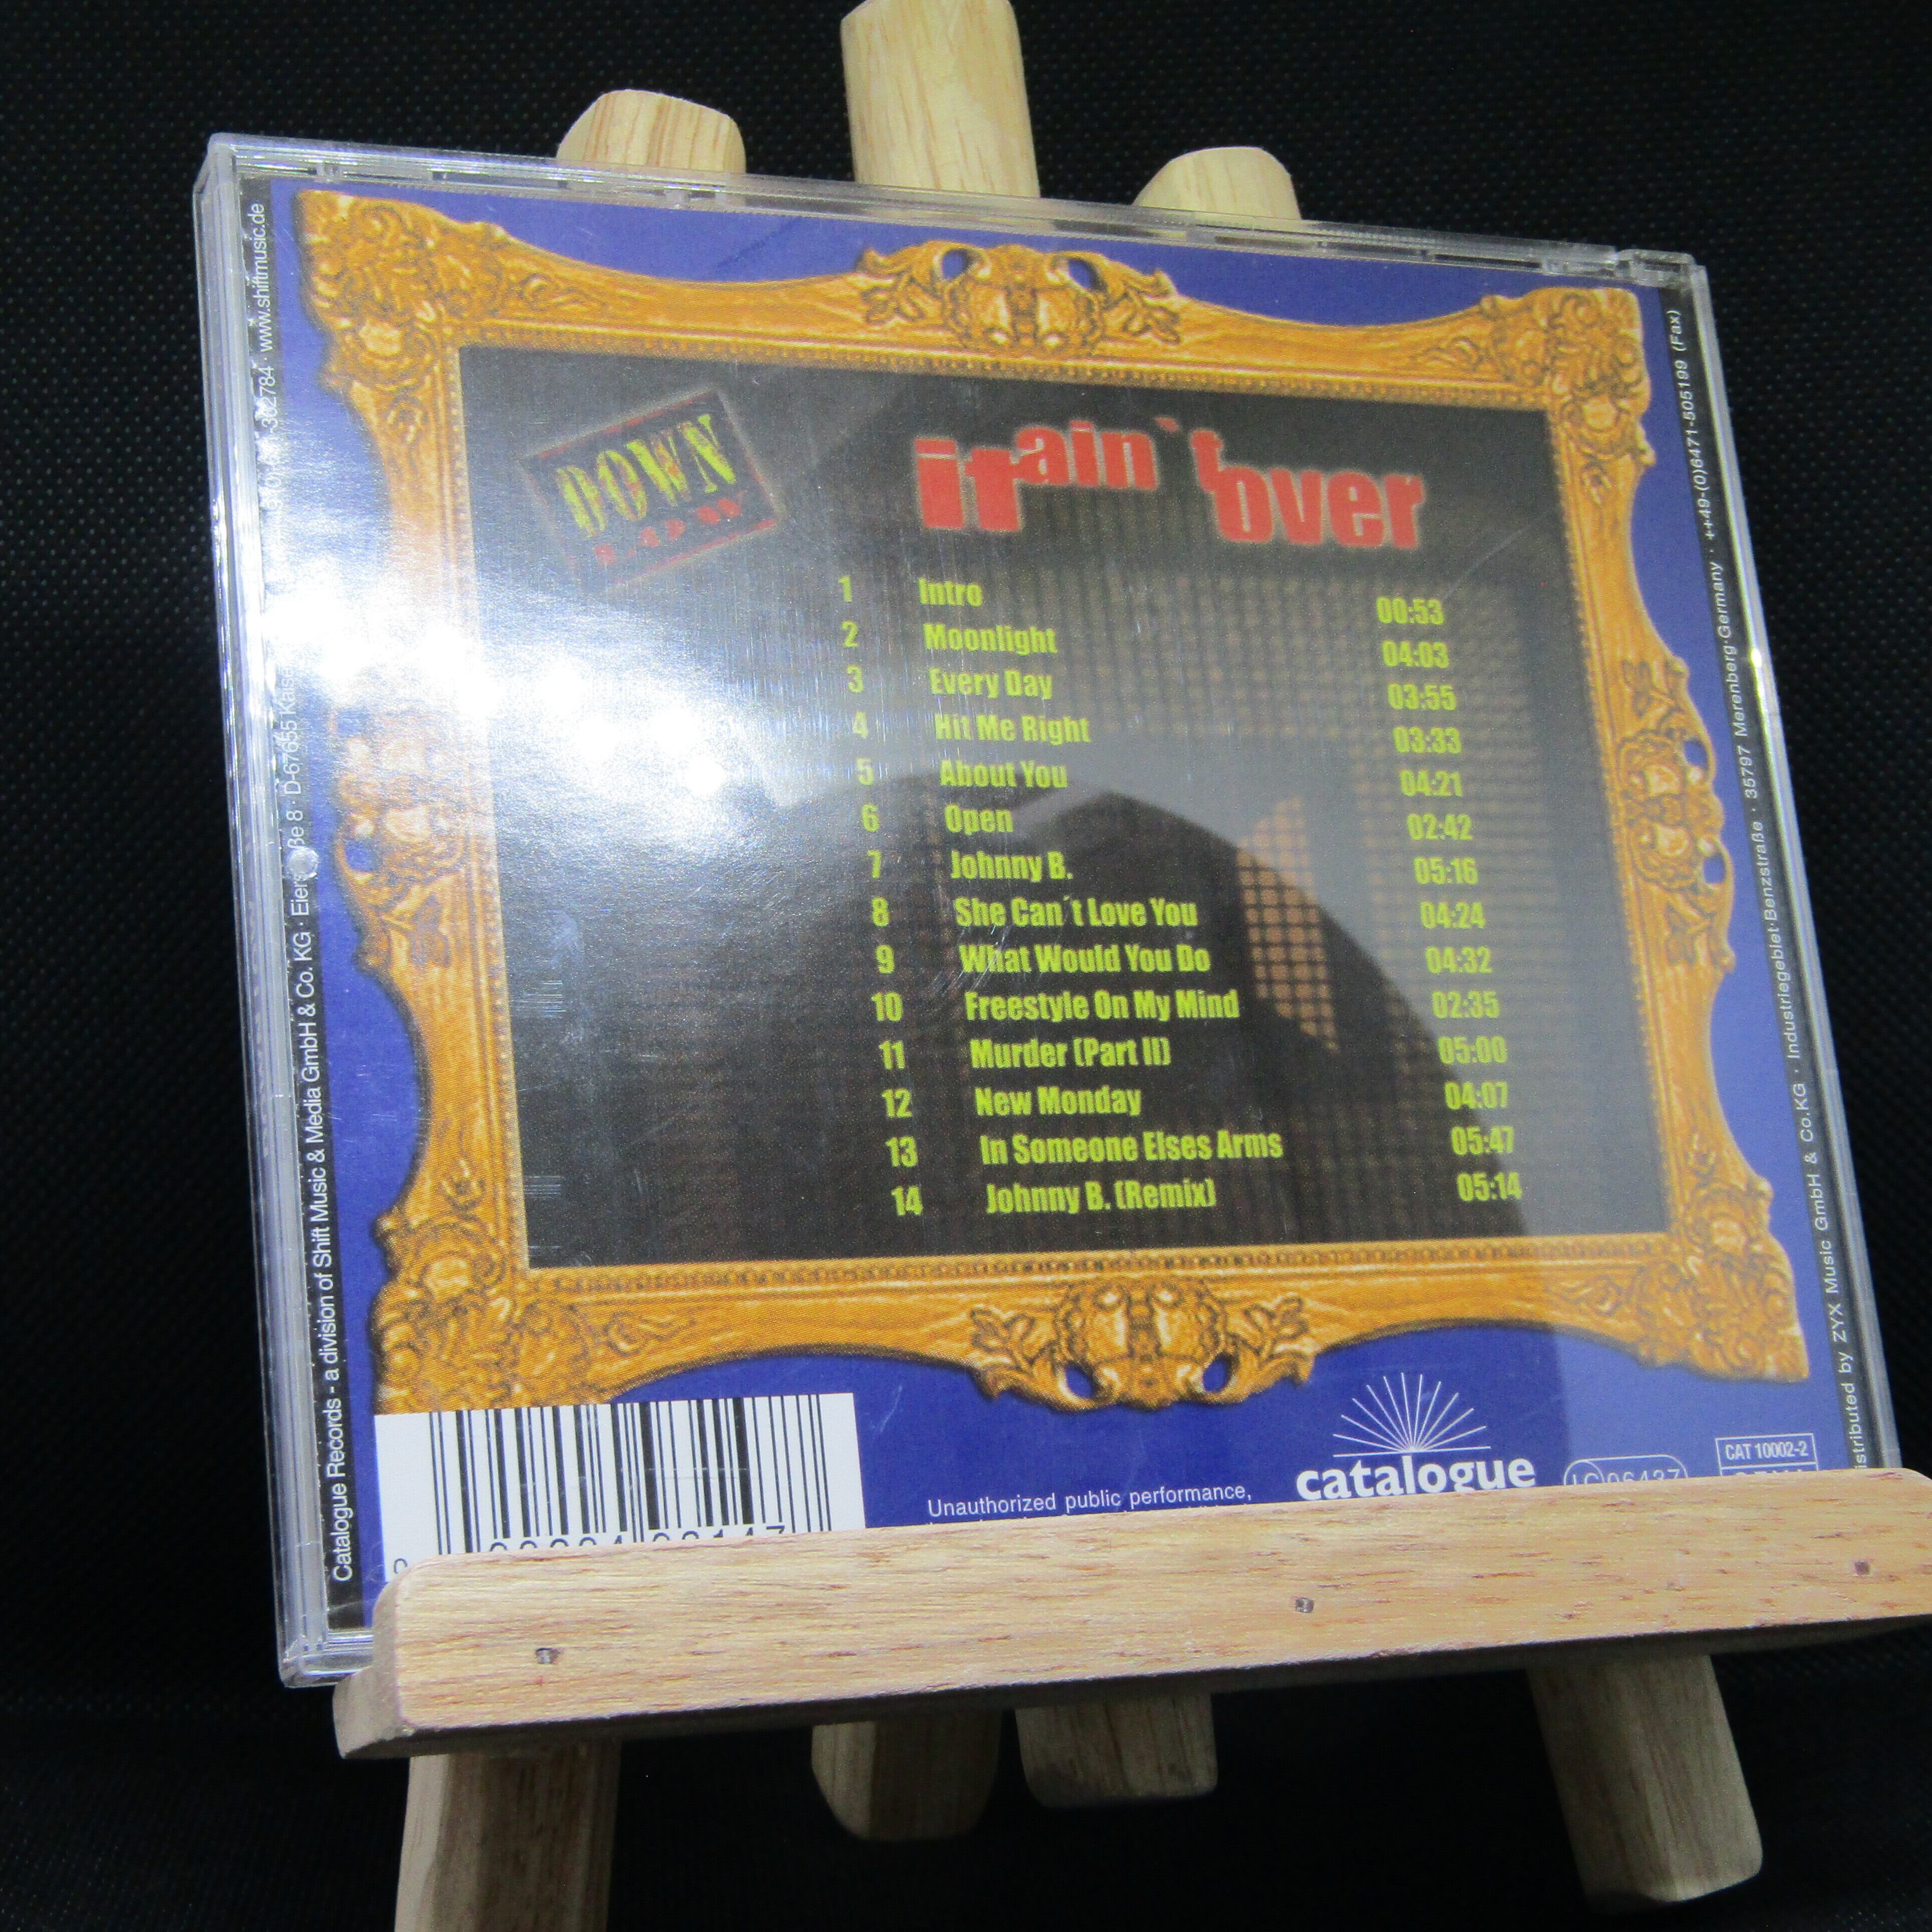 DOWN
LOW
it ain`t over
1 Intro 00:53
2 Moonlight 04:03
3 Every Day 03:55
4 Hit Me Right 03:33
5 About You 04:21
6 Open 02:42
7 Johnny B. 05:16
8 She Can´t Love You 04:24
9 What Would You Do 04:32
10 Freestyle On My Mind 02:35
11 Murder (Part II) 05:00
12 New Monday 04:07
13 In Someone Elses Arms 05:47
14 Johnny B. (Remix) 05:14
Unauthorized public performance,
catalogue
LC 06437
CAT 10002-2
Catalogue Records - a division of Shift Music & Media GmbH & Co. KG · D-67655 www.shiftmusic.de
by ZYX Music GmbH & Co.KG · Industriegebiet·Benzstraße · 35797 Merenberg·Germany · ++49-(0)6471-505199 (Fax)